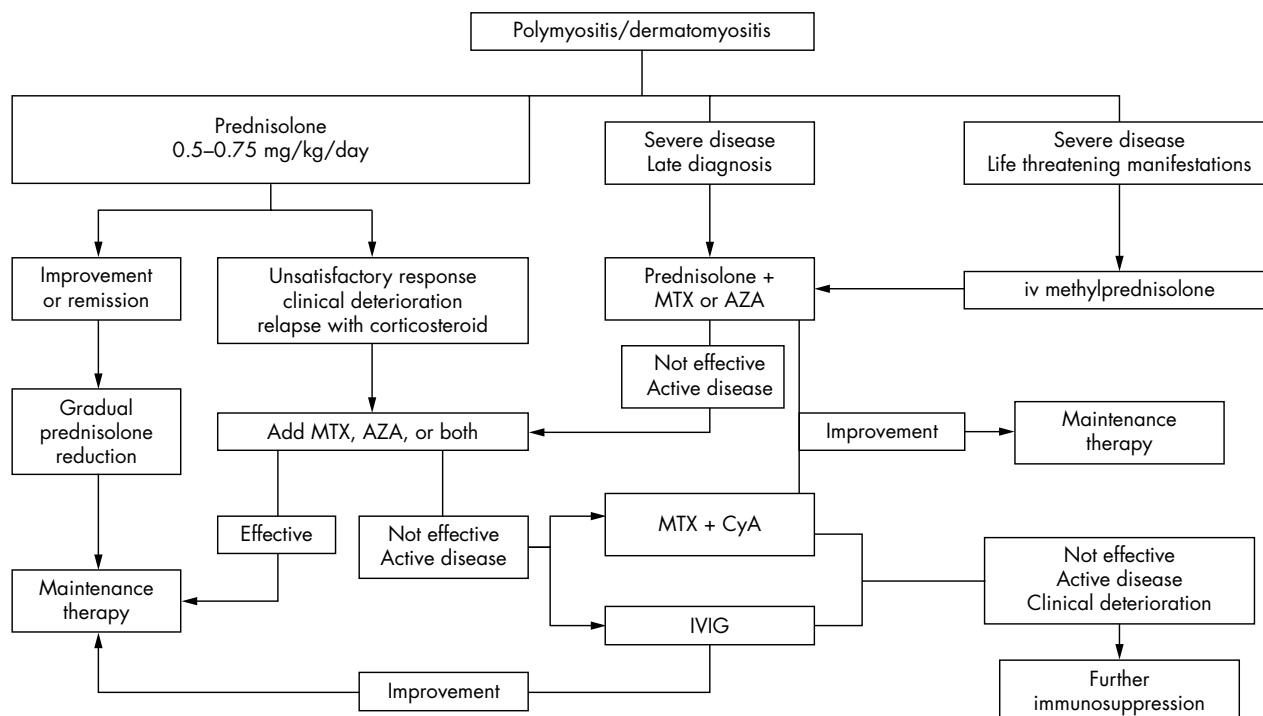 Polymyositis/dermatomyositis
Prednisolone
0.5–0.75 mg/kg/day
Severe disease
Late diagnosis
Severe disease
Life threatening manifestations
Improvement
or remission
Unsatisfactory response
clinical deterioration
relapse with corticosteroid
Prednisolone +
MTX or AZA
iv methylprednisolone
Not effective
Active disease
Gradual
prednisolone
reduction
Add MTX, AZA, or both
Improvement
Maintenance
therapy
Effective
Not effective
Active disease
MTX + CyA
Not effective
Active disease
Clinical deterioration
Maintenance
therapy
IVIG
Improvement
Further
immunosuppression